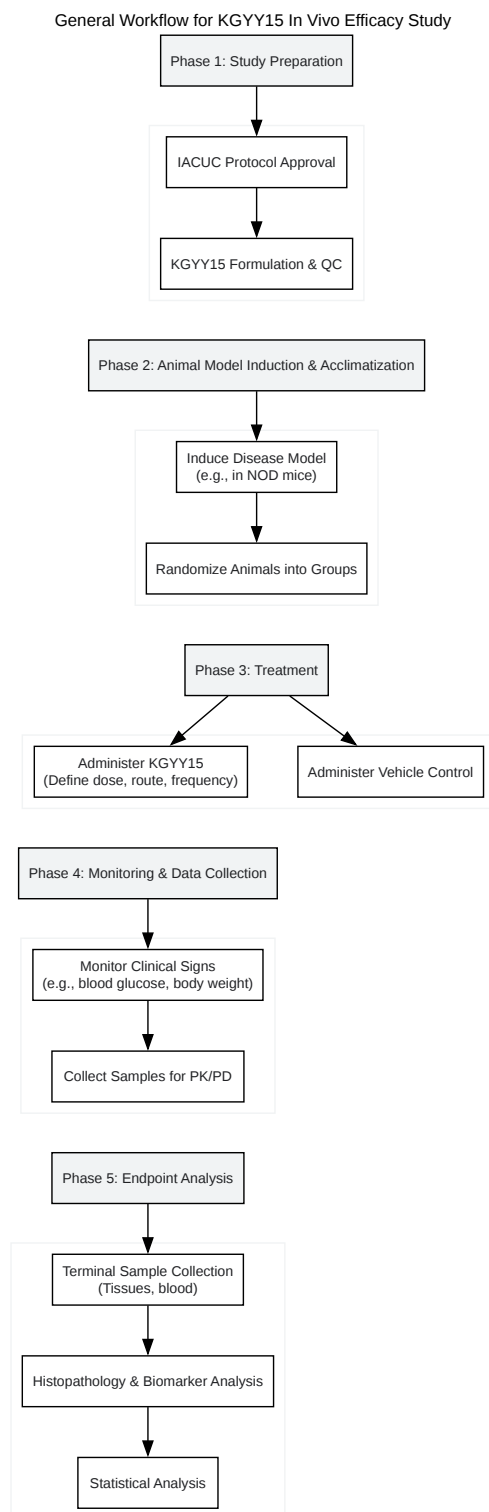 General Workflow for KGYY15 In Vivo Efficacy Study
Phase 1: Study Preparation
IACUC Protocol Approval
KGYY15 Formulation & QC
Phase 2: Animal Model Induction & Acclimatization
Induce Disease Model
(e.g., in NOD mice)
Randomize Animals into Groups
Phase 3: Treatment
Administer KGYY15
(Define dose, route, frequency)
Administer Vehicle Control
Phase 4: Monitoring & Data Collection
Monitor Clinical Signs
(e.g., blood glucose, body weight)
Collect Samples for PK/PD
Phase 5: Endpoint Analysis
Terminal Sample Collection
(Tissues, blood)
Histopathology & Biomarker Analysis
Statistical Analysis